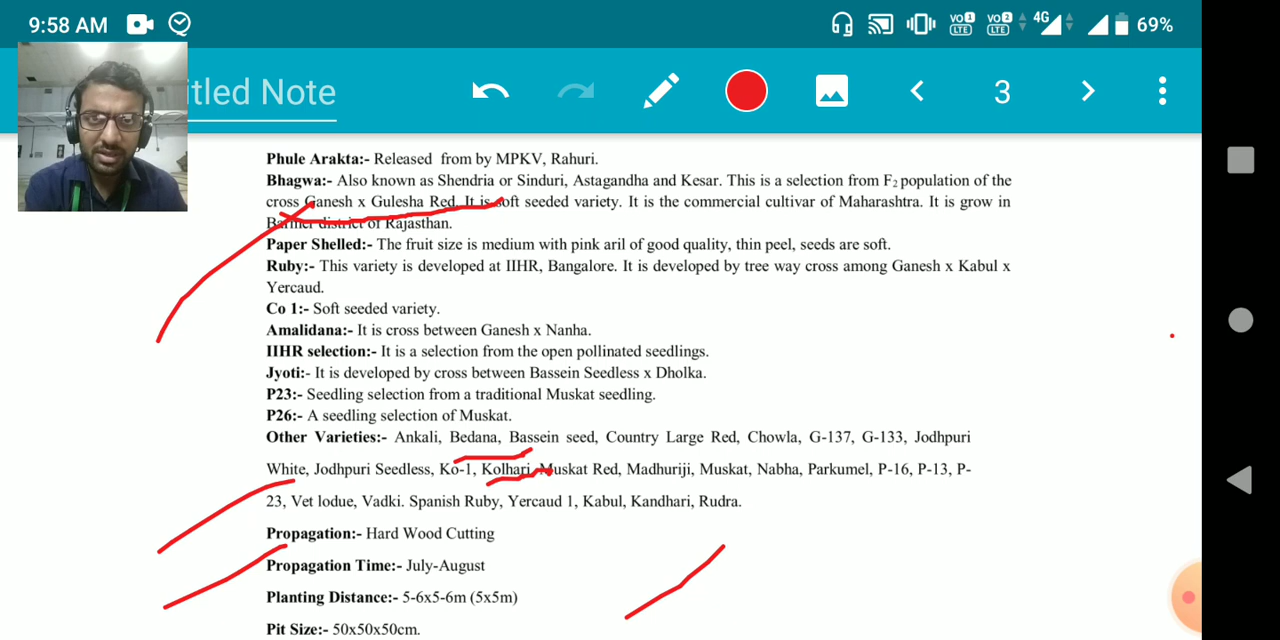 9:58 AM VO 1 LTE VO 2 LTE 4G 69%
itled Note 3
Phule Arakta:- Released from by MPKV, Rahuri.
Bhagwa:- Also known as Shendria or Sinduri, Astagandha and Kesar. This is a selection from F2 population of the
cross Ganesh x Gulesha Red. It is soft seeded variety. It is the commercial cultivar of Maharashtra. It is grow in
Barmer district of Rajasthan.
Paper Shelled:- The fruit size is medium with pink aril of good quality, thin peel, seeds are soft.
Ruby:- This variety is developed at IIHR, Bangalore. It is developed by tree way cross among Ganesh x Kabul x
Yercaud.
Co 1:- Soft seeded variety.
Amalidana:- It is cross between Ganesh x Nanha.
IIHR selection:- It is a selection from the open pollinated seedlings.
Jyoti:- It is developed by cross between Bassein Seedless x Dholka.
P23:- Seedling selection from a traditional Muskat seedling.
P26:- A seedling selection of Muskat.
Other Varieties:- Ankali, Bedana, Bassein seed, Country Large Red, Chowla, G-137, G-133, Jodhpuri
White, Jodhpuri Seedless, Ko-1, Kolhari, Muskat Red, Madhuriji, Muskat, Nabha, Parkumel, P-16, P-13, P-
23, Vet lodue, Vadki. Spanish Ruby, Yercaud 1, Kabul, Kandhari, Rudra.
Propagation:- Hard Wood Cutting
Propagation Time:- July-August
Planting Distance:- 5-6x5-6m (5x5m)
Pit Size:- 50x50x50cm.